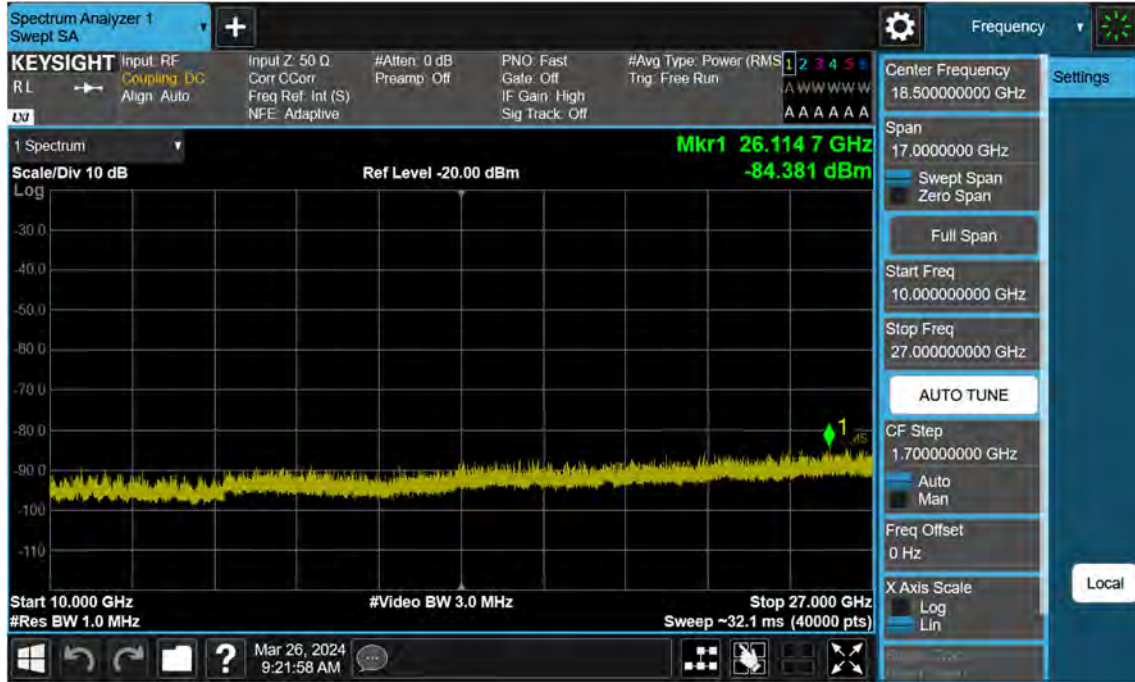 Spectrum Analyzer 1
Swept SA
+
Frequency
KEYSIGHT
RL
LXI
Input: RF
Coupling: DC
Align: Auto
Input Z: 50 Ω
Corr CCorr
Freq Ref: Int (S)
NFE: Adaptive
#Atten: 0 dB
Preamp: Off
PNO: Fast
Gate: Off
IF Gain: High
Sig Track: Off
#Avg Type: Power (RMS
Trig: Free Run
1 2 3 4 5 6
A W W W W W
A A A A A A
1 Spectrum
Mkr1 26.114 7 GHz
Scale/Div 10 dB
Ref Level -20.00 dBm
-84.381 dBm
Log
-30.0
-40.0
-50.0
-60.0
-70.0
-80.0
-90.0
-100
-110
1
Start 10.000 GHz
#Video BW 3.0 MHz
Stop 27.000 GHz
#Res BW 1.0 MHz
Sweep ~32.1 ms (40000 pts)
?
Mar 26, 2024
9:21:58 AM
Center Frequency
18.500000000 GHz
Settings
Span
17.0000000 GHz
Swept Span
Zero Span
Full Span
Start Freq
10.000000000 GHz
Stop Freq
27.000000000 GHz
AUTO TUNE
CF Step
1.700000000 GHz
Auto
Man
Freq Offset
0 Hz
X Axis Scale
Log
Lin
Local